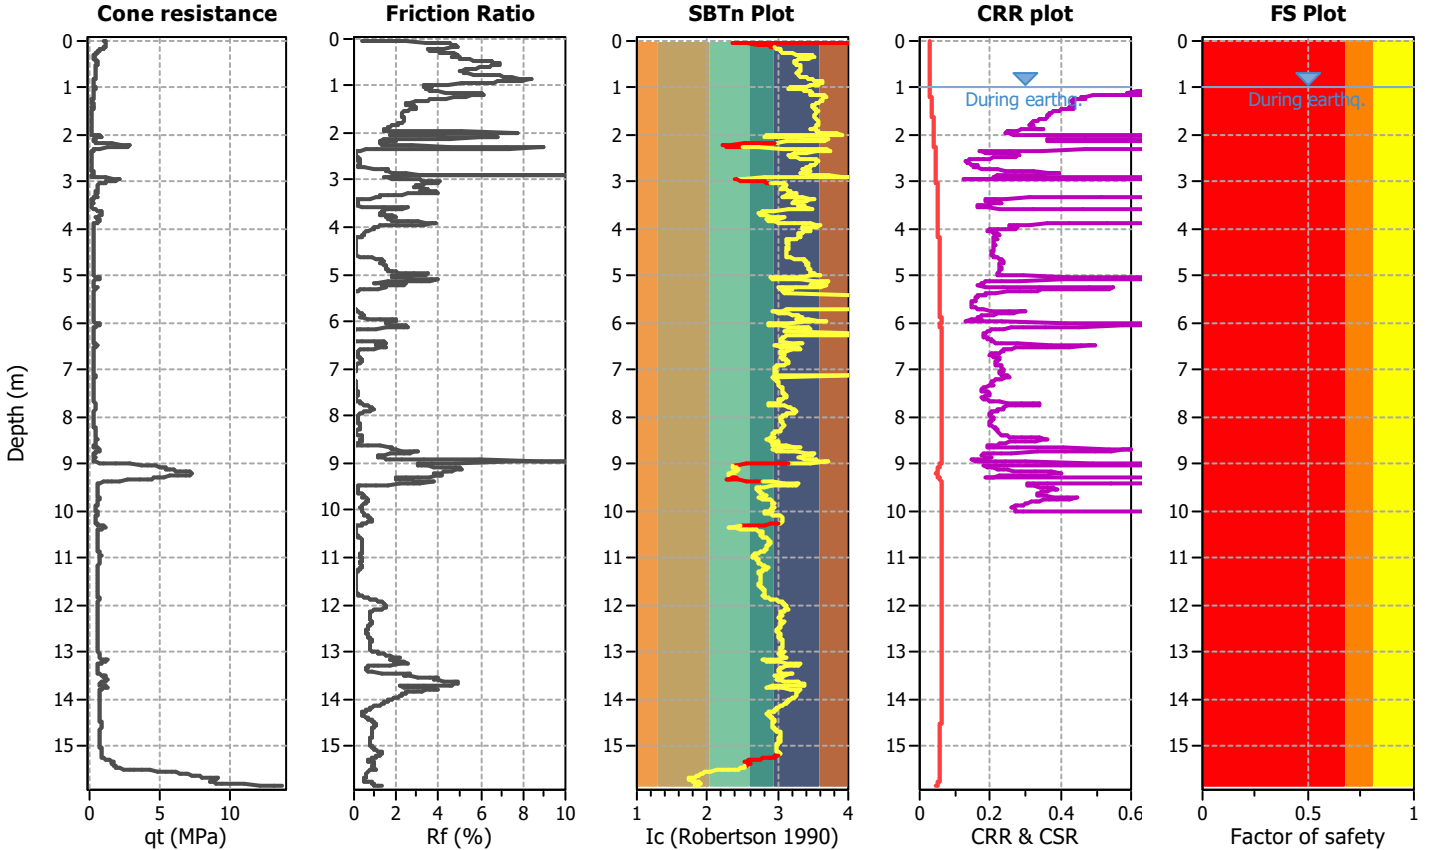 Cone resistance Friction Ratio SBTn Plot CRR plot FS Plot
0 0 0 0 0
1 1 1 1 1
During earthq. During earthq.
2 2 2 2 2
3 3 3 3 3
4 4 4 4 4
5 5 5 5 5
6 6 6 6 6
7 7 7 7 7
Depth (m)
8 8 8 8 8
9 9 9 9 9
10 10 10 10 10
11 11 11 11 11
12 12 12 12 12
13 13 13 13 13
14 14 14 14 14
15 15 15 15 15
0 5 10 0 1 2 4 6 8 10 1 2 3 4 0 0.2 0.4 0.6 0 0.5 1
qt (MPa) Rf (%) Ic (Robertson 1990) CRR & CSR Factor of safety